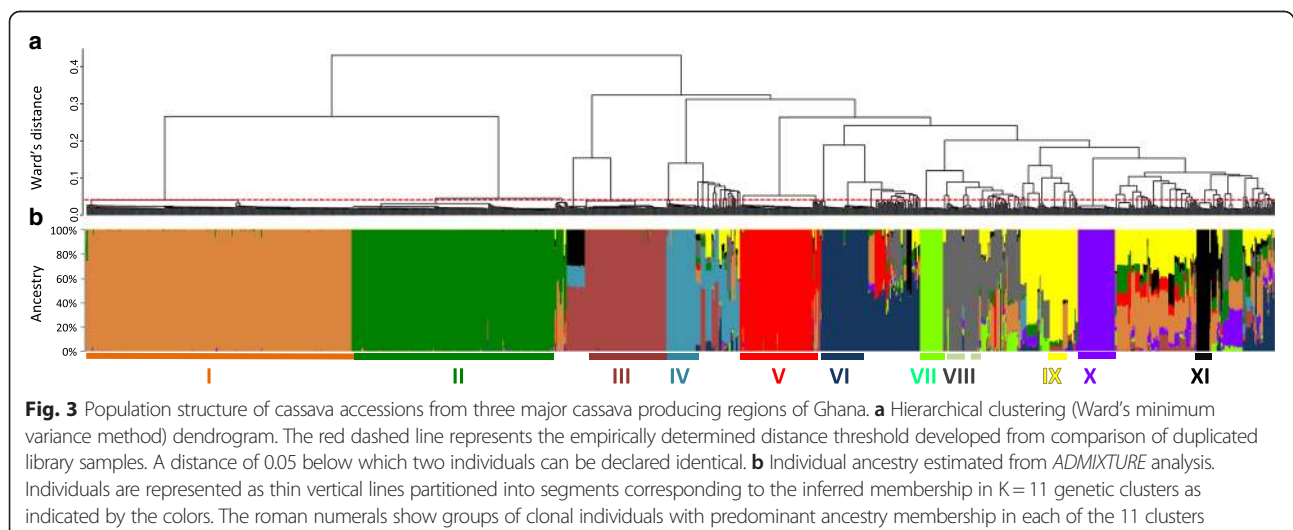 a
Ward's distance
0.4
0.3
0.2
0.1
0.0
b
Ancestry
100%
80%
60%
40%
20%
0%
I II III IV V VI VII VIII IX X XI
Fig. 3 Population structure of cassava accessions from three major cassava producing regions of Ghana. a Hierarchical clustering (Ward's minimum
variance method) dendrogram. The red dashed line represents the empirically determined distance threshold developed from comparison of duplicated
library samples. A distance of 0.05 below which two individuals can be declared identical. b Individual ancestry estimated from ADMIXTURE analysis.
Individuals are represented as thin vertical lines partitioned into segments corresponding to the inferred membership in K = 11 genetic clusters as
indicated by the colors. The roman numerals show groups of clonal individuals with predominant ancestry membership in each of the 11 clusters